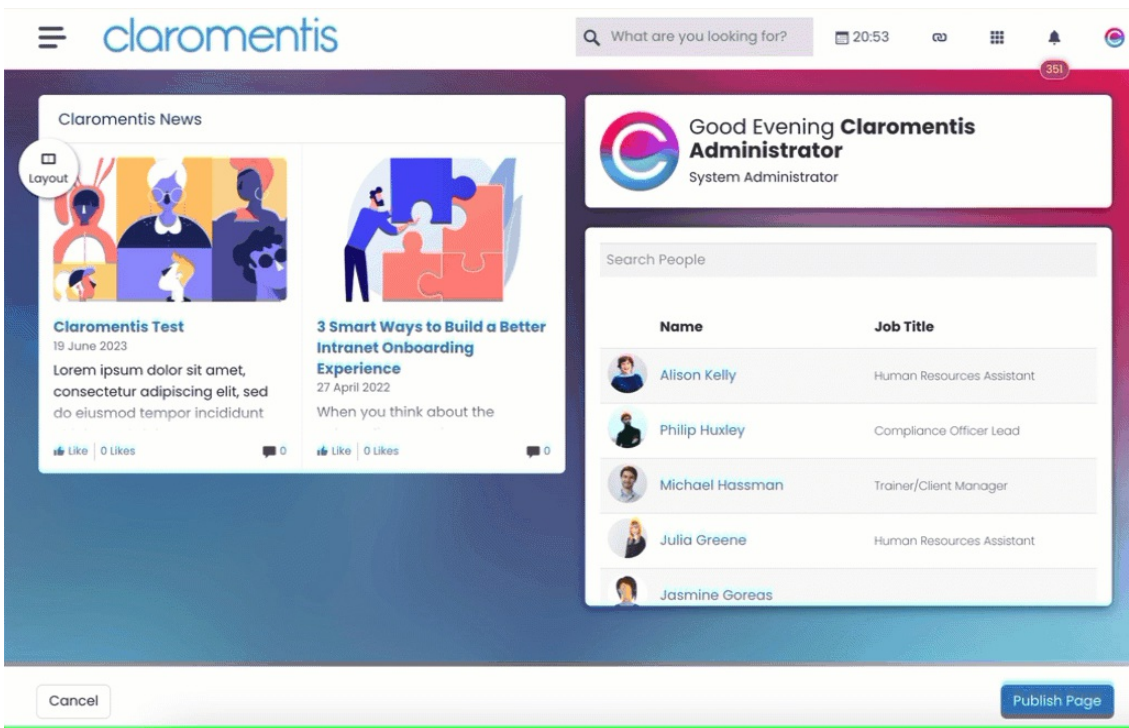 claromentis
What are you looking for?
20:53
351
Claromentis News
Layout
Claromentis Test
19 June 2023
Lorem ipsum dolor sit amet,
consectetur adipiscing elit, sed
do eiusmod tempor incididunt
Like
0 Likes
0
3 Smart Ways to Build a Better
Intranet Onboarding
Experience
27 April 2022
When you think about the
Like
0 Likes
0
Good Evening Claromentis
Administrator
System Administrator
Search People
Name Job Title
Alison Kelly Human Resources Assistant
Philip Huxley Compliance Officer Lead
Michael Hassman Trainer/Client Manager
Julia Greene Human Resources Assistant
Jasmine Goreas
Cancel
Publish Page